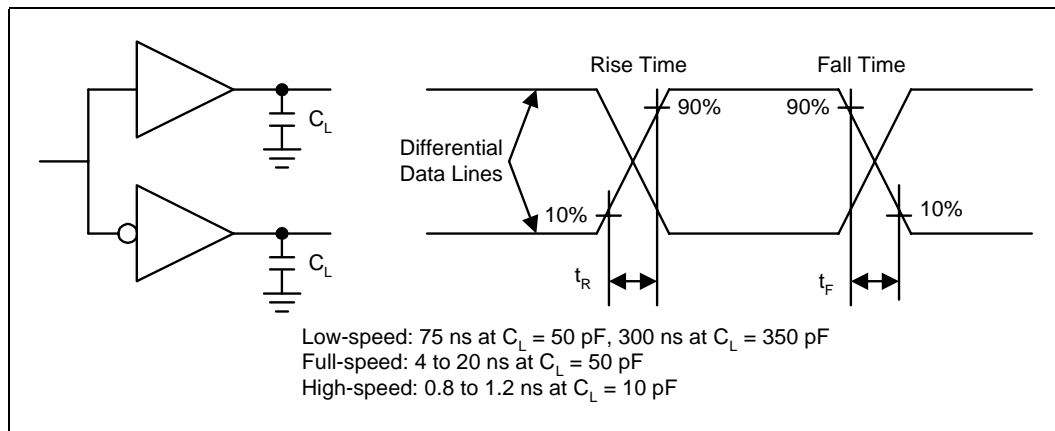 Rise Time
Fall Time
C_L
90%
90%
Differential
Data Lines
10%
10%
C_L
t_R
t_F
Low-speed: 75 ns at C_L = 50 pF, 300 ns at C_L = 350 pF
Full-speed: 4 to 20 ns at C_L = 50 pF
High-speed: 0.8 to 1.2 ns at C_L = 10 pF